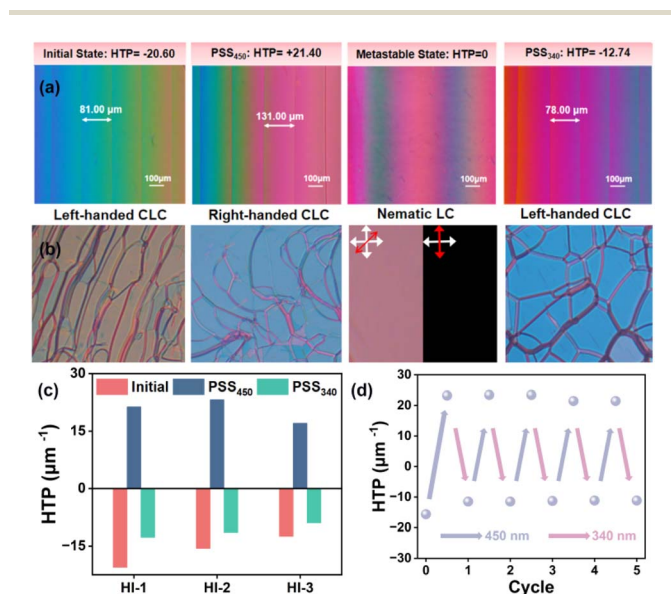 Initial State: HTP= -20.60
PSS450: HTP= +21.40
Metastable State: HTP=0
PSS340: HTP= -12.74
(a)
81.00 μm
131.00 μm
78.00 μm
100μm
100μm
100μm
100μm
Left-handed CLC
Right-handed CLC
Nematic LC
Left-handed CLC
(b)
(c)
Initial
PSS450
PSS340
HTP (μm -1)
30
15
0
-15
HI-1
HI-2
HI-3
(d)
HTP (μm -1)
30
20
10
0
-10
-20
-30
450 nm
340 nm
0
1
2
3
4
5
Cycle